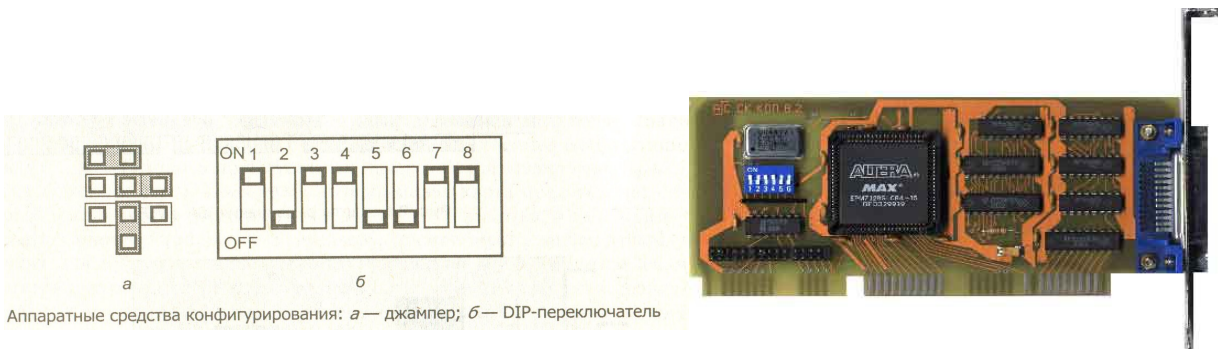 ON 1 2 3 4 5 6 7 8
OFF
а
б
Аппаратные средства конфигурирования: а — джампер; б — DIP-переключатель
ON
1 2 3 4 5 6
ALTERA
MAX